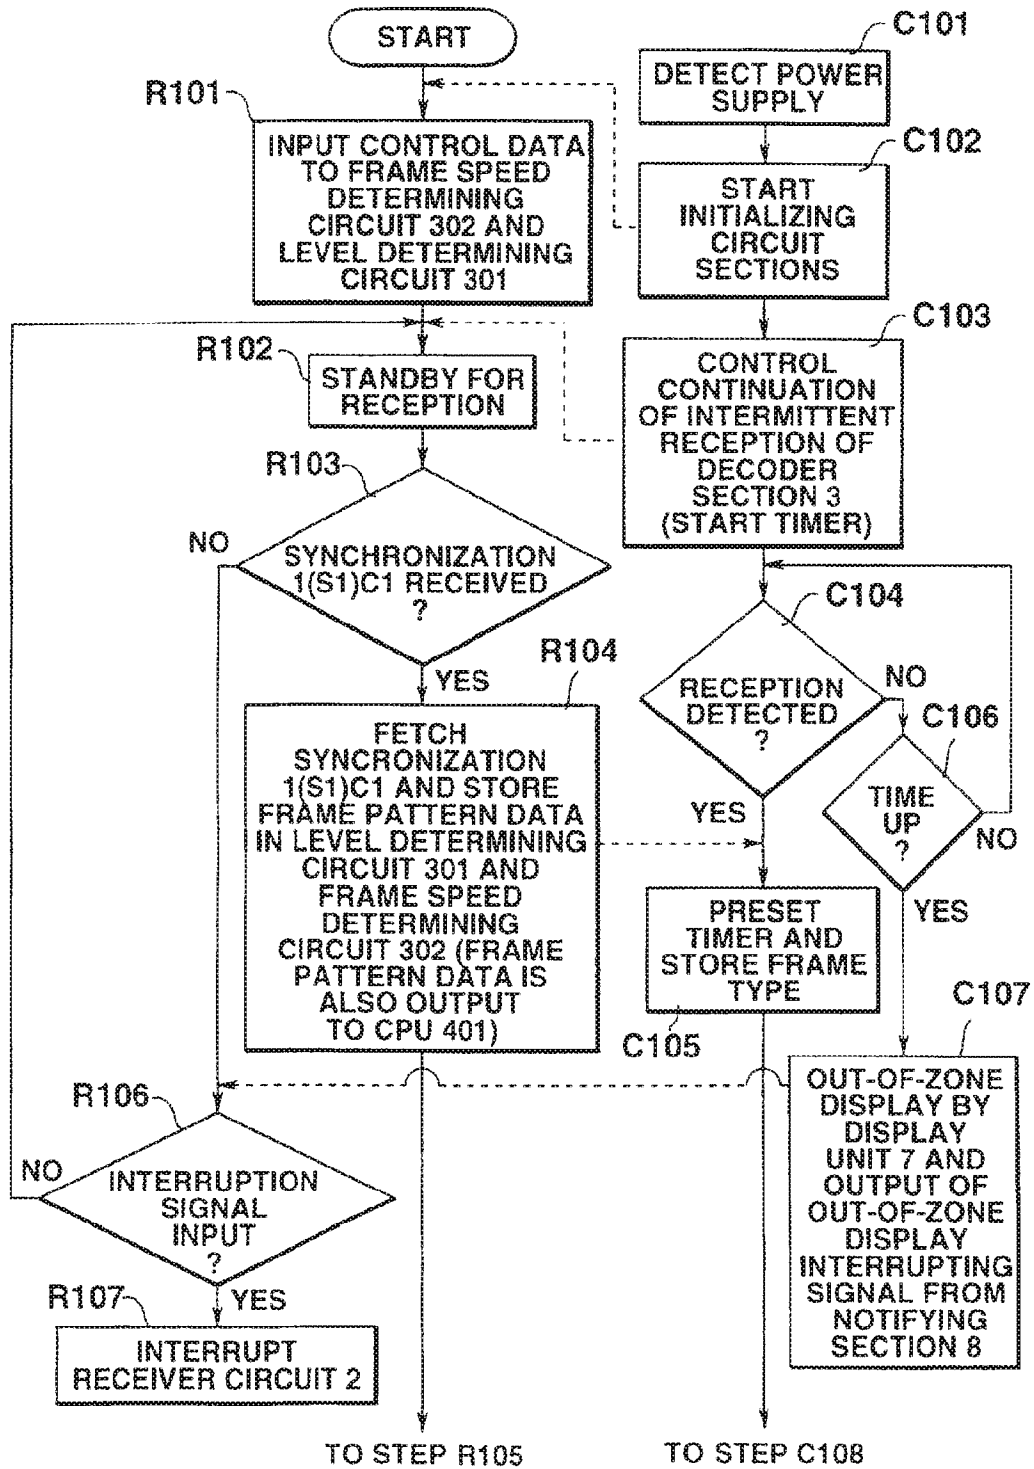 START
C101
DETECT POWER
SUPPLY
R101
INPUT CONTROL DATA
TO FRAME SPEED
DETERMINING
CIRCUIT 302 AND
LEVEL DETERMINING
CIRCUIT 301
C102
START
INITIALIZING
CIRCUIT
SECTIONS
R102
STANDBY FOR
RECEPTION
C103
CONTROL
CONTINUATION
OF INTERMITTENT
RECEPTION OF
DECODER
SECTION 3
(START TIMER)
R103
NO
SYNCHRONIZATION
1(S1)C1 RECEIVED
?
YES
C104
RECEPTION
DETECTED
?
NO
YES
C106
TIME
UP
?
NO
YES
R104
FETCH
SYNCRONIZATION
1(S1)C1 AND STORE
FRAME PATTERN DATA
IN LEVEL DETERMINING
CIRCUIT 301 AND
FRAME SPEED
DETERMINING
CIRCUIT 302 (FRAME
PATTERN DATA IS
ALSO OUTPUT
TO CPU 401)
PRESET
TIMER AND
STORE FRAME
TYPE
C105
C107
OUT-OF-ZONE
DISPLAY BY
DISPLAY
UNIT 7 AND
OUTPUT OF
OUT-OF-ZONE
DISPLAY
INTERRUPTING
SIGNAL FROM
NOTIFYING
SECTION 8
R106
NO
INTERRUPTION
SIGNAL
INPUT
?
YES
R107
INTERRUPT
RECEIVER CIRCUIT 2
TO STEP R105
TO STEP C108